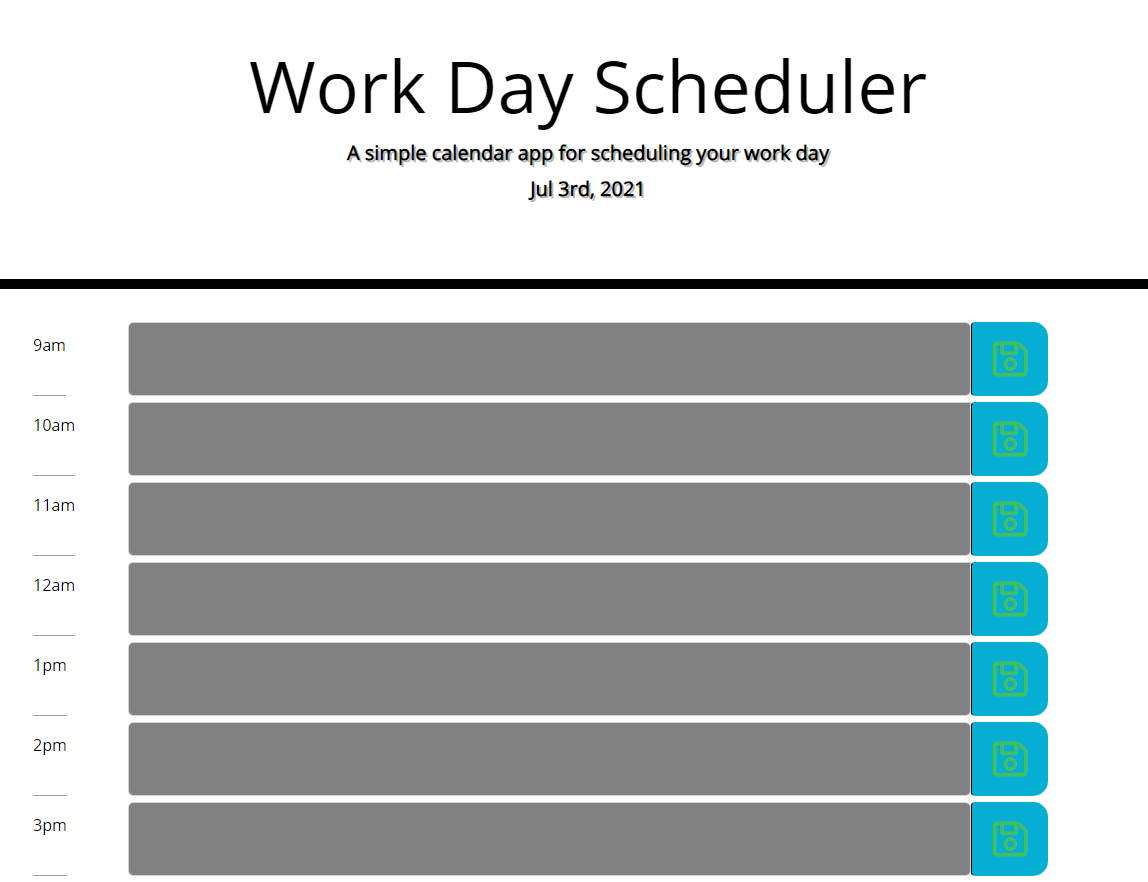 Work Day Scheduler
A simple calendar app for scheduling your work day
Jul 3rd, 2021
9am
10am
11am
12am
1pm
2pm
3pm